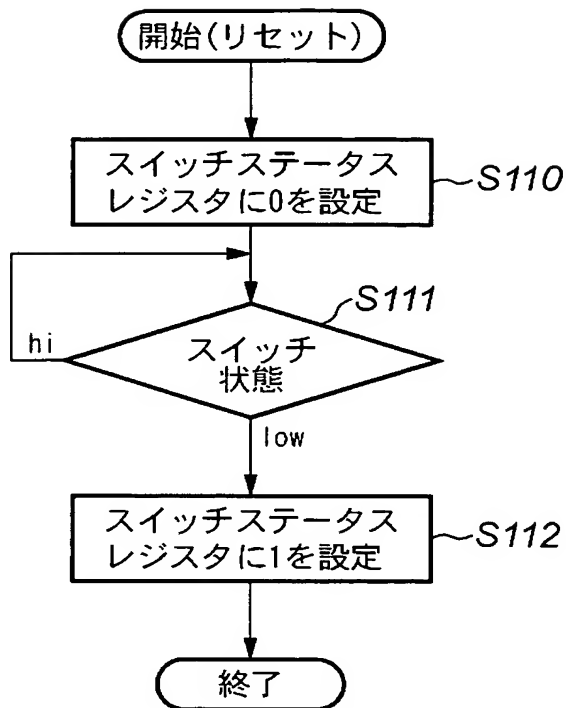 開始(リセット)
スイッチステータス
レジスタに0を設定
S110
S111
hi
スイッチ
状態
low
スイッチステータス
レジスタに1を設定
S112
終了